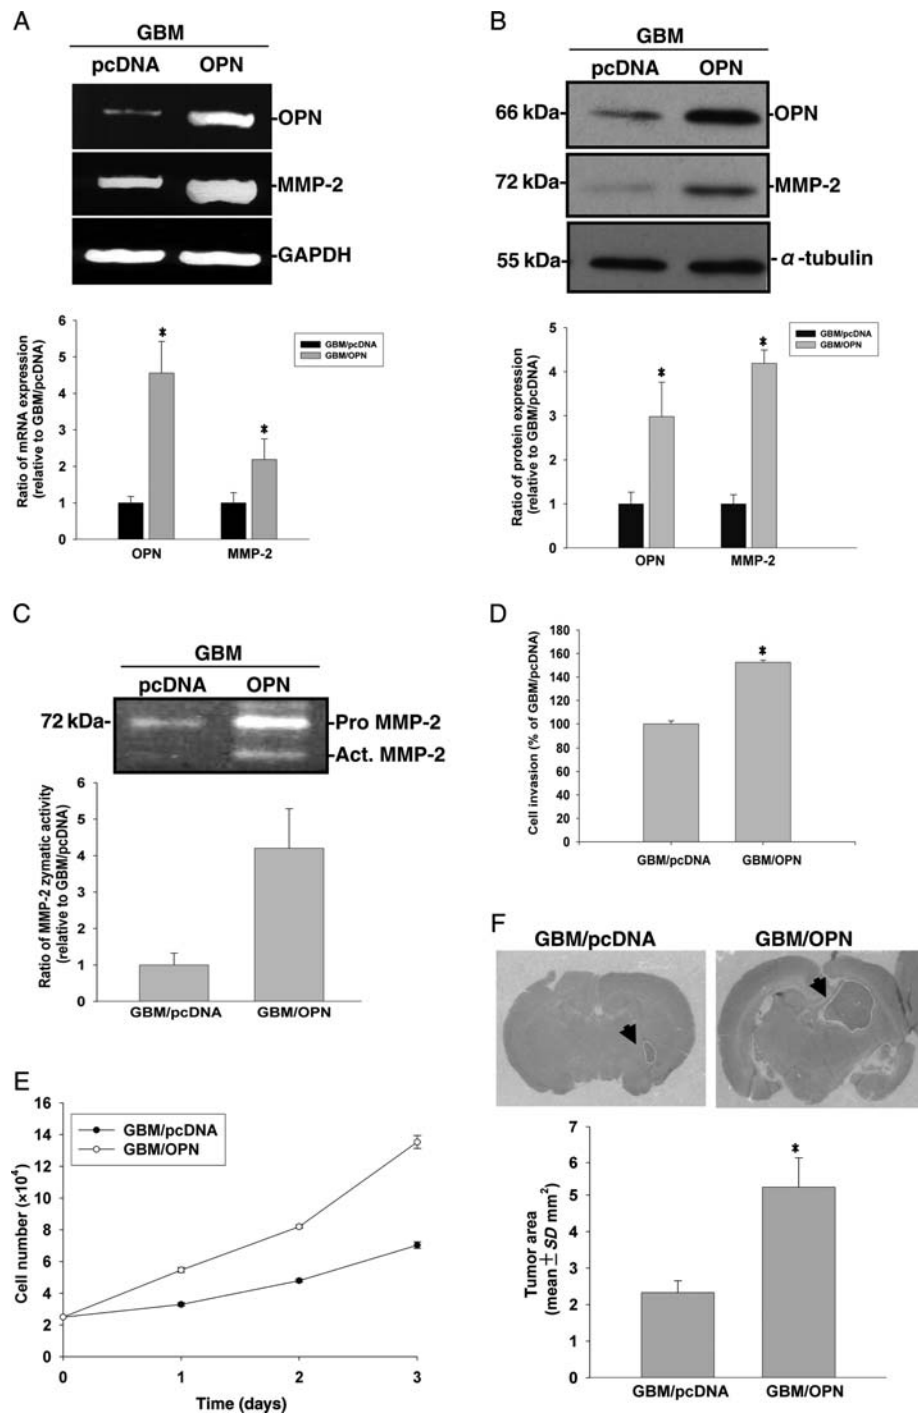 A
GBM
pcDNA OPN
-OPN
-MMP-2
-GAPDH
Ratio of mRNA expression
(relative to GBM/pcDNA)
6
5
4
3
2
1
0
*
*
GBM/pcDNA
GBM/OPN
OPN MMP-2
B
GBM
pcDNA OPN
66 kDa- -OPN
72 kDa- -MMP-2
55 kDa- -α-tubulin
Ratio of protein expression
(relative to GBM/pcDNA)
5
4
3
2
1
0
*
*
GBM/pcDNA
GBM/OPN
OPN MMP-2
C
GBM
pcDNA OPN
72 kDa- -Pro MMP-2
-Act. MMP-2
Ratio of MMP-2 zymatic activity
(relative to GBM/pcDNA)
6
5
4
3
2
1
0
GBM/pcDNA GBM/OPN
D
Cell invasion (% of GBM/pcDNA)
180
160
140
120
100
80
60
40
20
0
*
GBM/pcDNA GBM/OPN
E
Cell number (×10⁴)
16
14
12
10
8
6
4
2
0
GBM/pcDNA
GBM/OPN
0 1 2 3
Time (days)
F
GBM/pcDNA GBM/OPN
Tumor area
(mean ± SD mm²)
6
5
4
3
2
1
0
*
GBM/pcDNA GBM/OPN